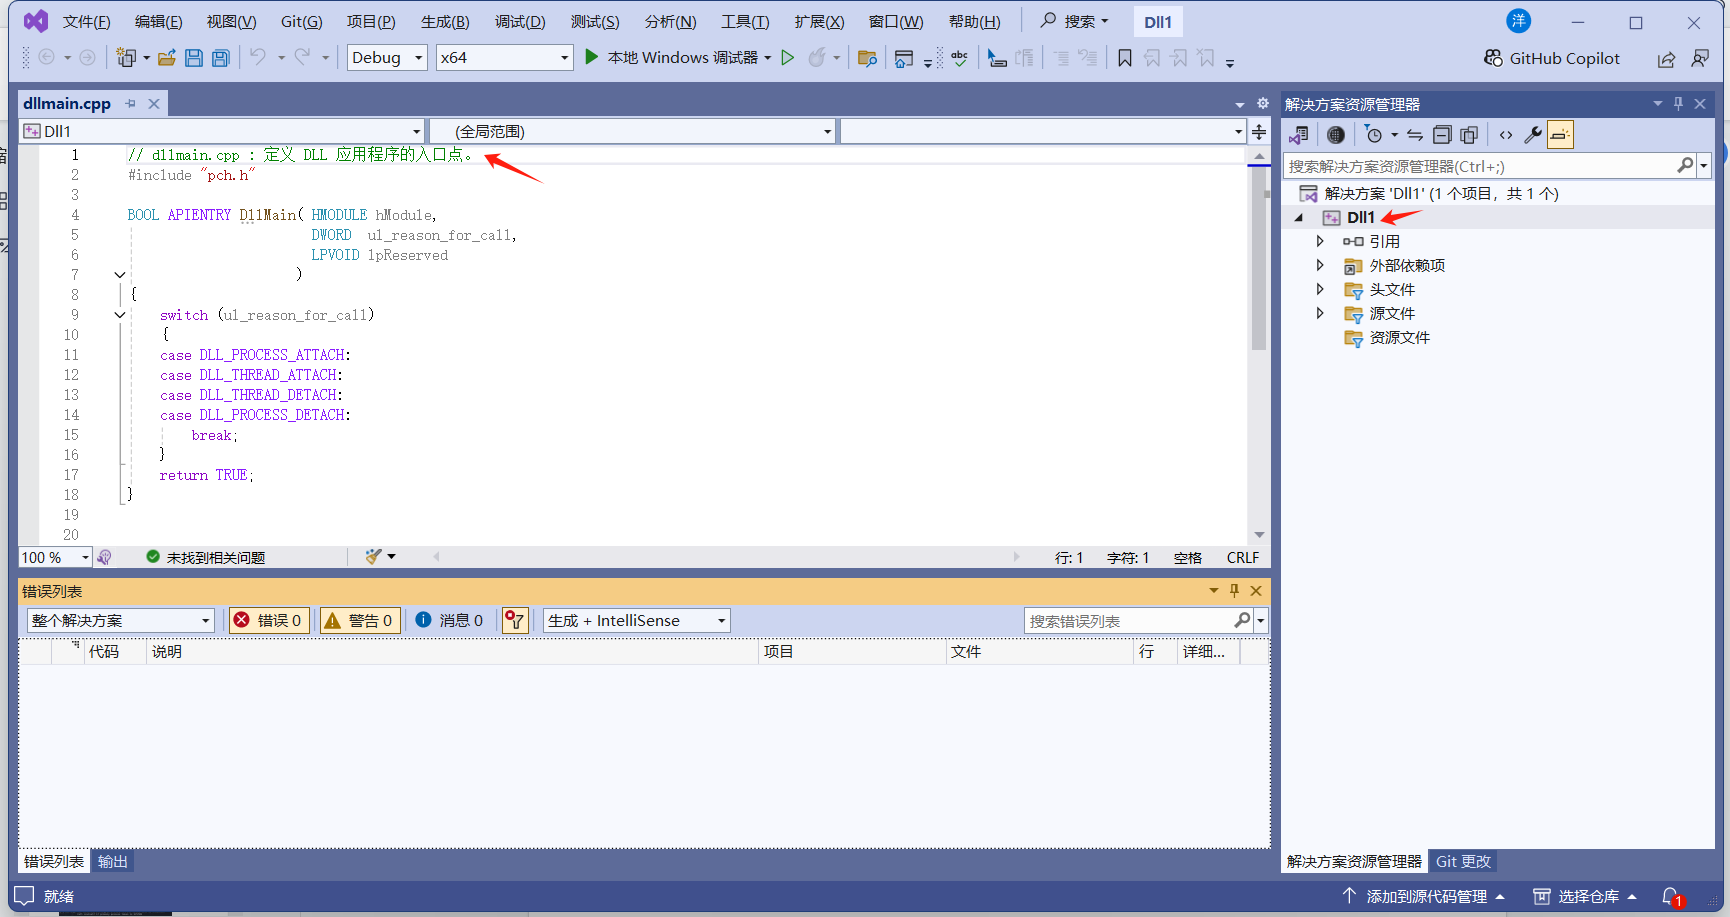 文件(F) 编辑(E) 视图(V) Git(G) 项目(P) 生成(B) 调试(D) 测试(S) 分析(N) 工具(T) 扩展(X) 窗口(W) 帮助(H) 搜索 Dll1 洋
Debug x64 本地 Windows 调试器 abc GitHub Copilot
dllmain.cpp
Dll1 (全局范围)
1 // dllmain.cpp : 定义 DLL 应用程序的入口点。
2 #include "pch.h"
3
4 BOOL APIENTRY DllMain( HMODULE hModule,
5 DWORD  ul_reason_for_call,
6 LPVOID lpReserved
7 )
8 {
9 switch (ul_reason_for_call)
10 {
11 case DLL_PROCESS_ATTACH:
12 case DLL_THREAD_ATTACH:
13 case DLL_THREAD_DETACH:
14 case DLL_PROCESS_DETACH:
15 break;
16 }
17 return TRUE;
18 }
19
20
100 % 未找到相关问题 行: 1 字符: 1 空格 CRLF
错误列表
整个解决方案 错误 0 警告 0 消息 0 生成 + IntelliSense 搜索错误列表
代码 说明 项目 文件 行 详细...
错误列表 输出
解决方案资源管理器
搜索解决方案资源管理器(Ctrl+;)
解决方案 'Dll1' (1 个项目，共 1 个)
Dll1
引用
外部依赖项
头文件
源文件
资源文件
解决方案资源管理器 Git 更改
就绪 添加到源代码管理 选择仓库 1